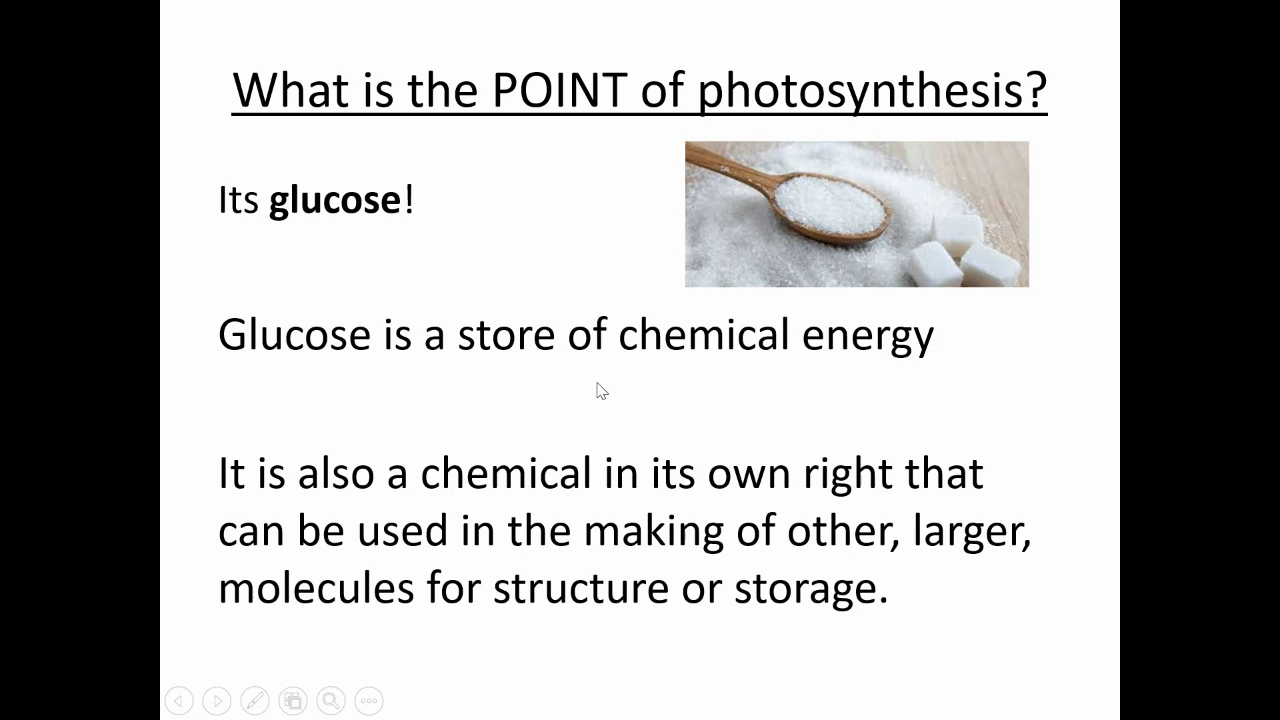 What is the POINT of photosynthesis?
Its glucose!
Glucose is a store of chemical energy
It is also a chemical in its own right that
can be used in the making of other, larger,
molecules for structure or storage.